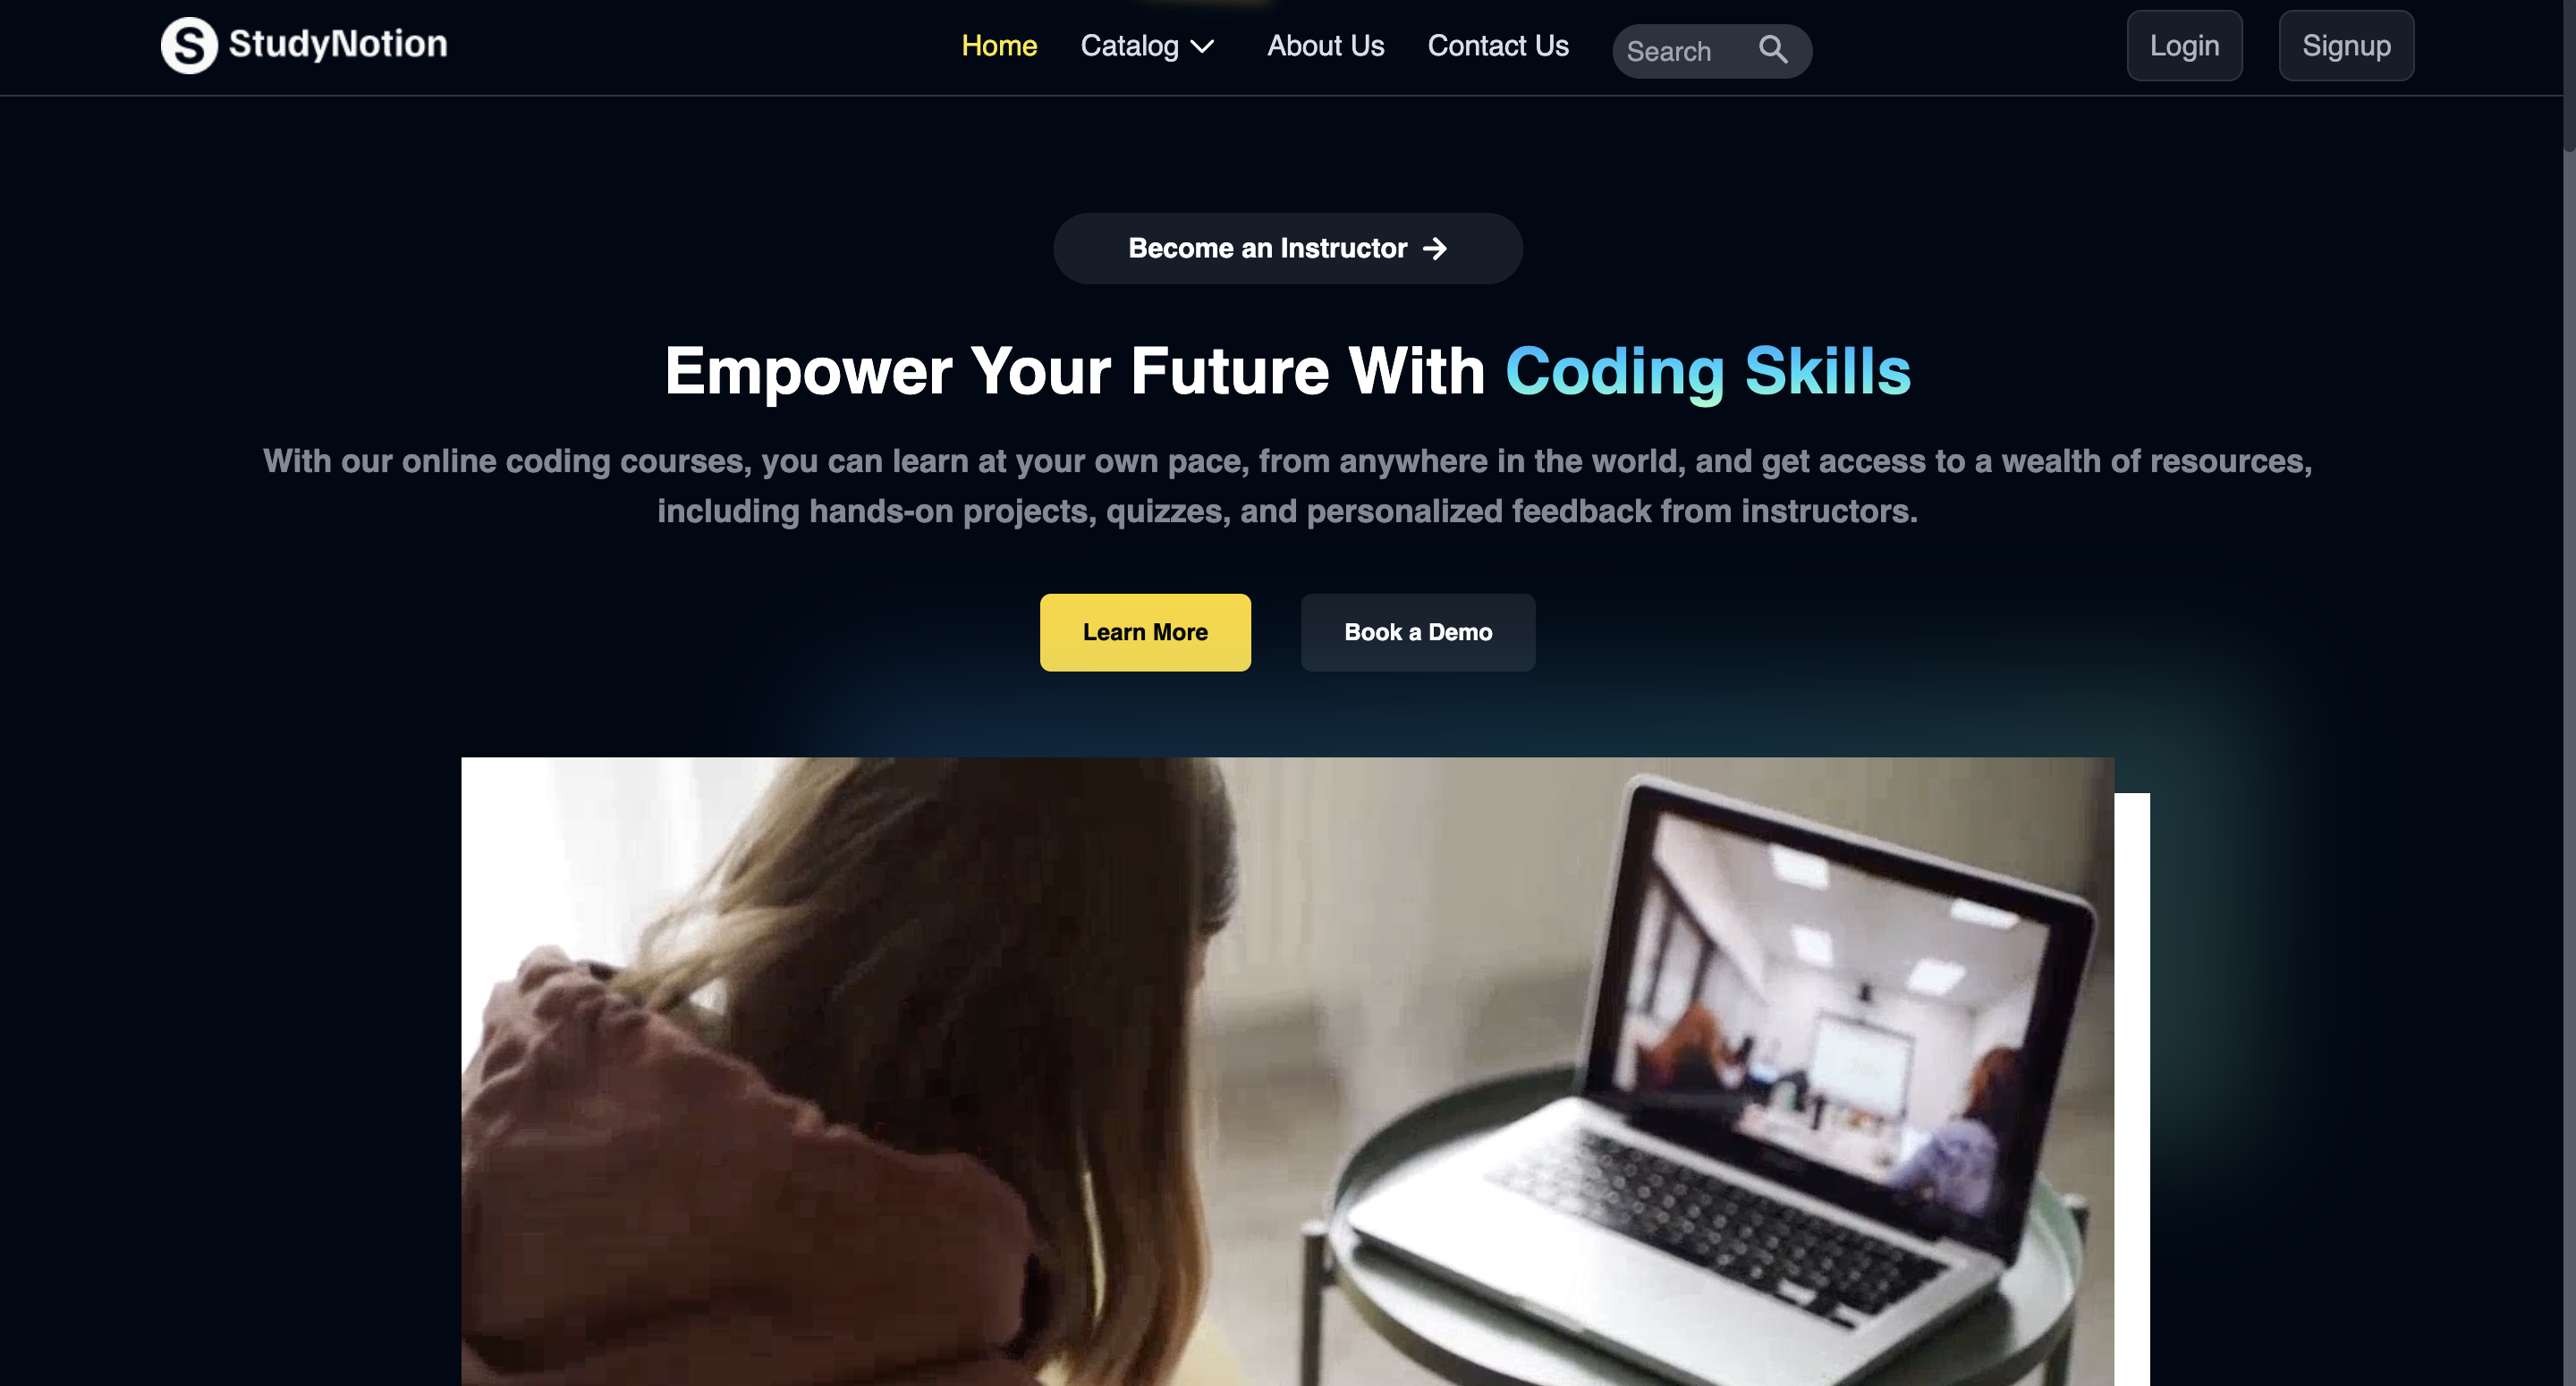 StudyNotion
Home
Catalog
About Us
Contact Us
Search
Login
Signup
Become an Instructor
Empower Your Future With Coding Skills
With our online coding courses, you can learn at your own pace, from anywhere in the world, and get access to a wealth of resources,
including hands-on projects, quizzes, and personalized feedback from instructors.
Learn More
Book a Demo